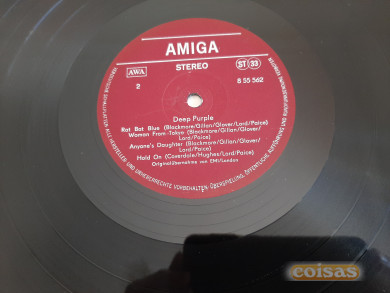 AMIGA
AWA
STEREO
ST 33
2
8 55 562
Deep Purple
Rat Bat Blue (Blackmore/Gillan/Glover/Lord/Paice)
Woman From Tokao (Blackmore/Gillan/Glover/
Lord/Paice)
Anyone's Daughter (Blackmore/Gillan/Glover/
Lord/Paice)
Hold On (Coverdale/Hughes/Lord/Paice)
Originalübernahme von EMI/London
coisas